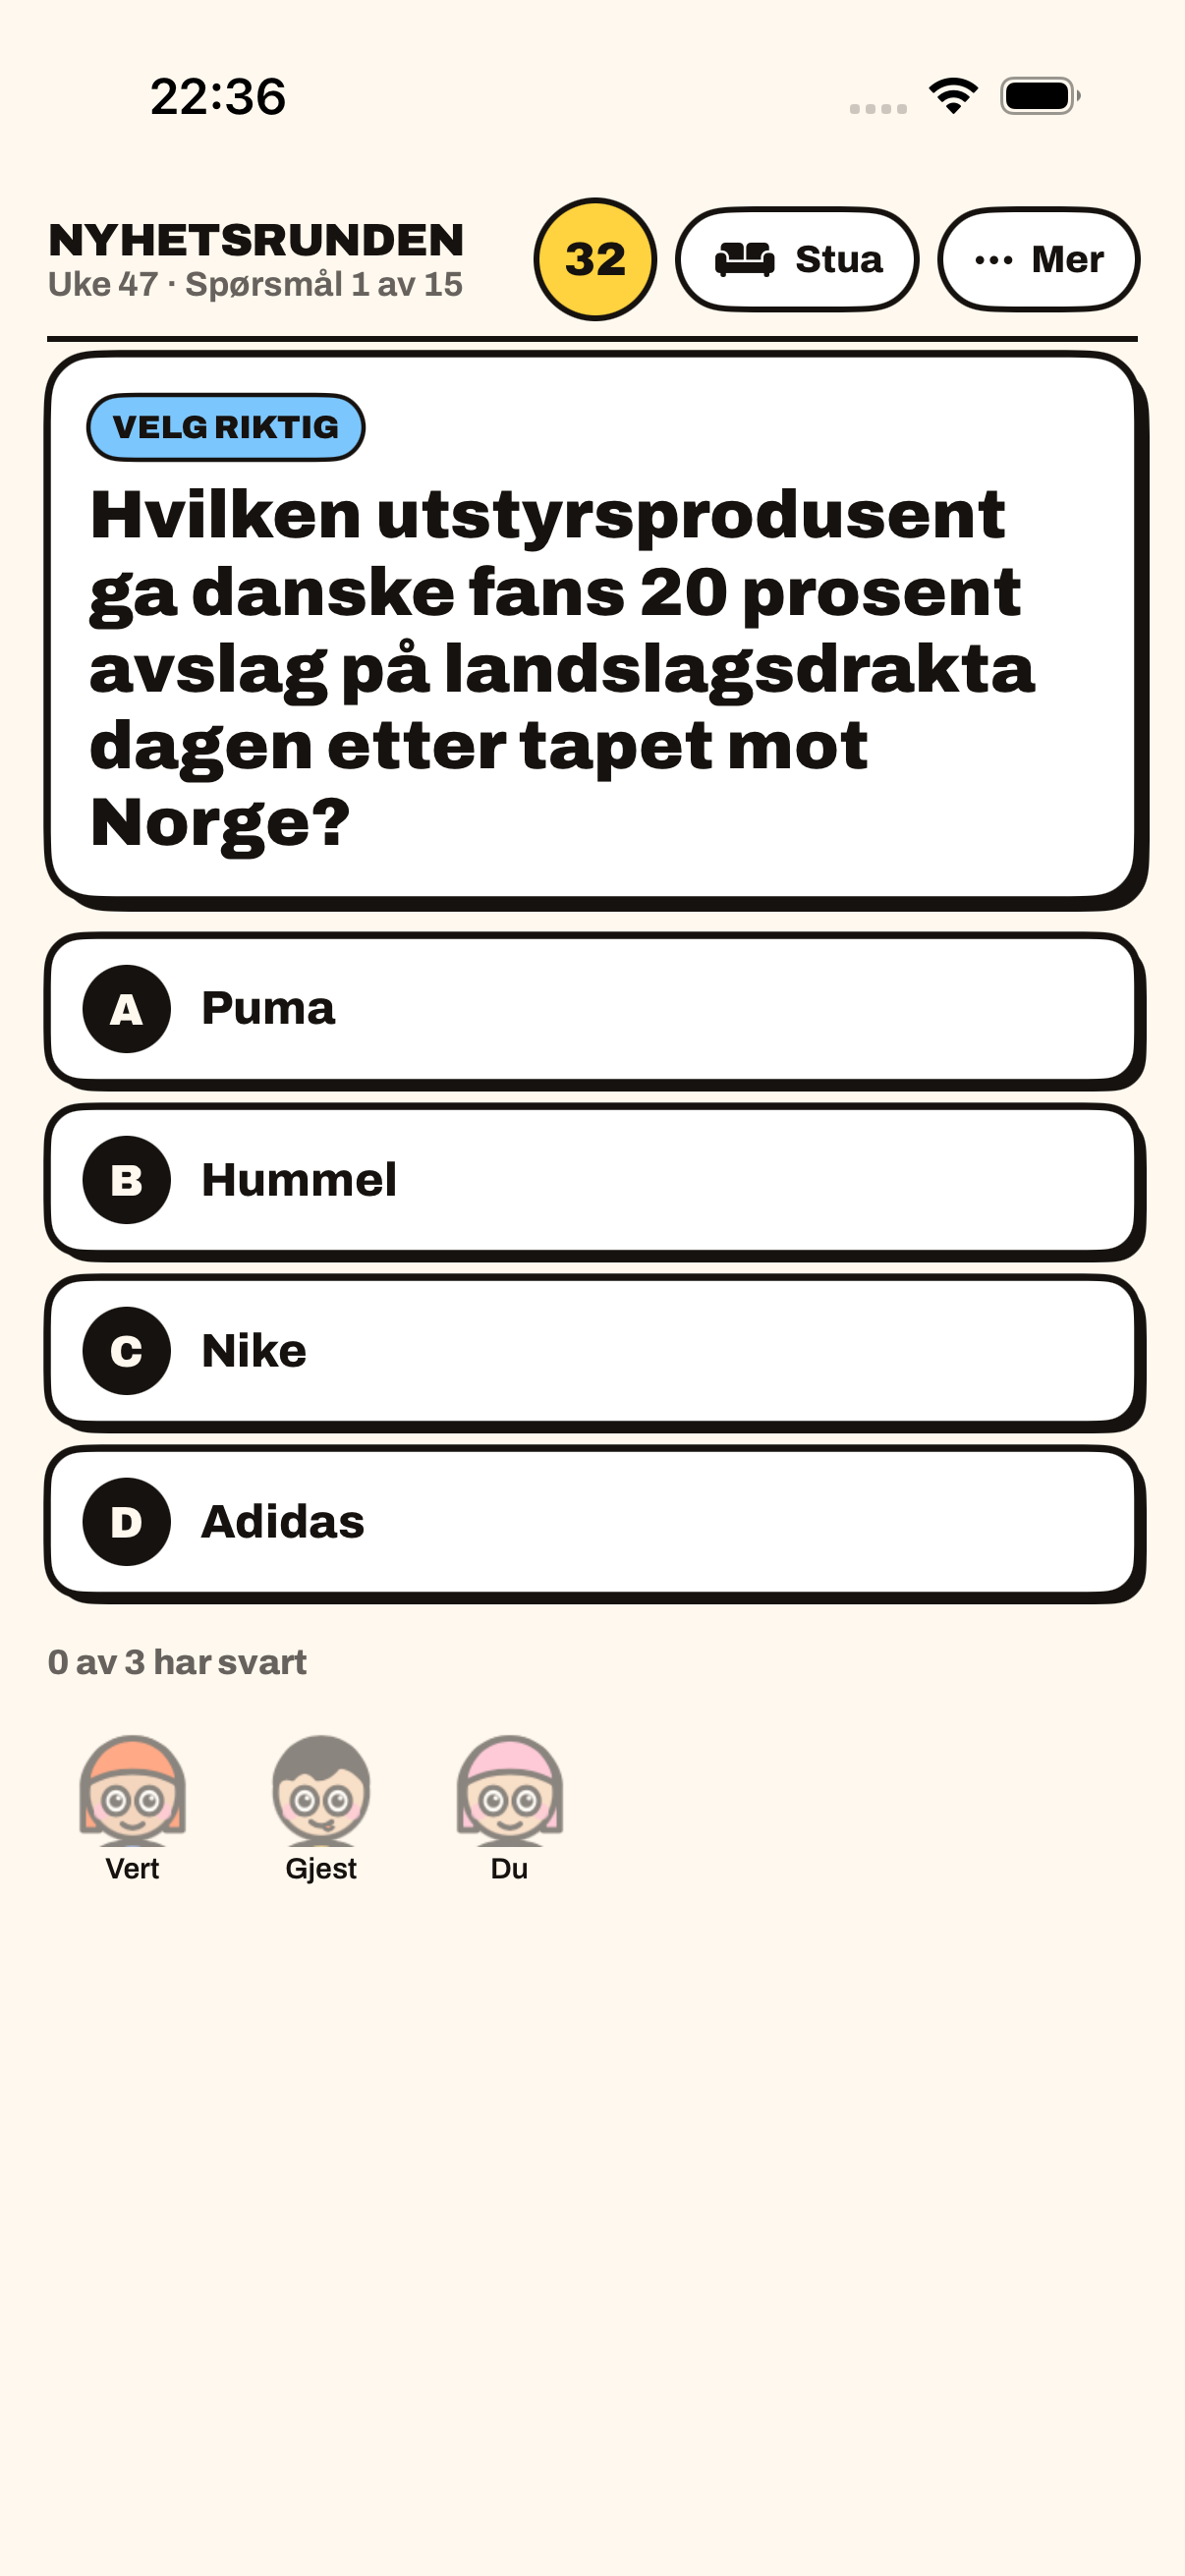 22:36
NYHETSRUNDEN
Uke 47 · Spørsmål 1 av 15
32
Stua
Mer
VELG RIKTIG
Hvilken utstyrsprodusent
ga danske fans 20 prosent
avslag på landslagsdrakta
dagen etter tapet mot
Norge?
A Puma
B Hummel
C Nike
D Adidas
0 av 3 har svart
Vert
Gjest
Du